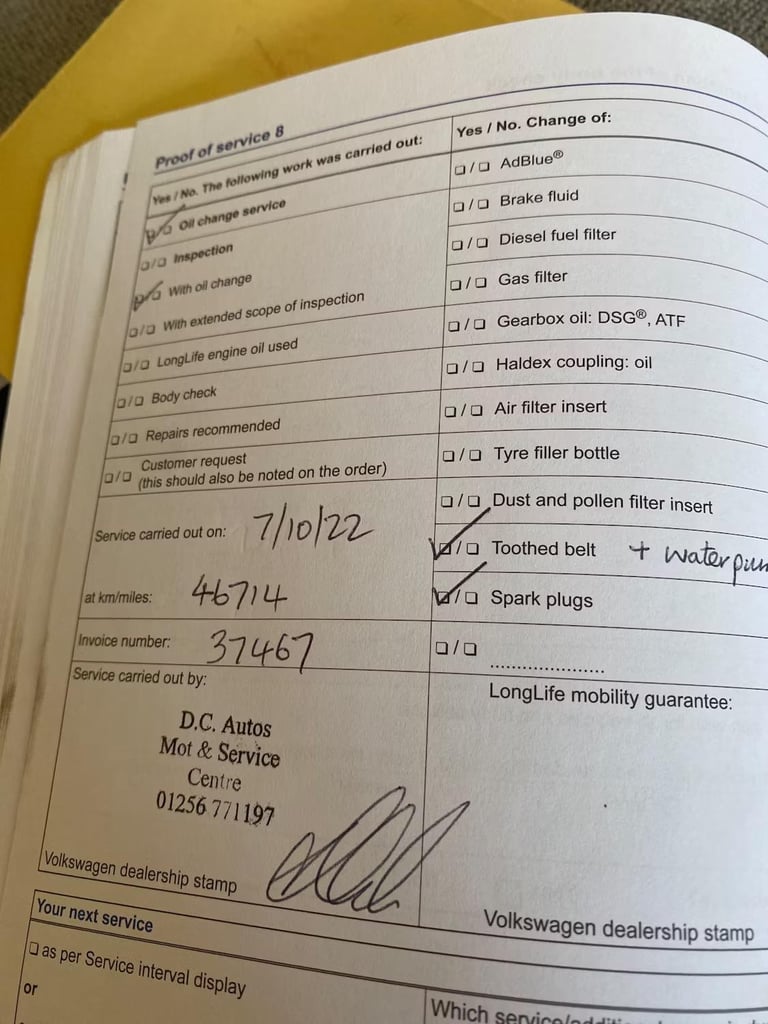 Proof of service 8
Yes / No. The following work was carried out:
☑/☐ Oil change service
☐/☐ Inspection
☑/☐ With oil change
☐/☐ With extended scope of inspection
☐/☐ LongLife engine oil used
☐/☐ Body check
☐/☐ Repairs recommended
☐/☐ Customer request
(this should also be noted on the order)
Service carried out on: 7/10/22
at km/miles: 46714
Invoice number: 37467
Service carried out by:
D.C. Autos
Mot & Service
Centre
01256 771197
Volkswagen dealership stamp
Yes / No. Change of:
☐/☐ AdBlue®
☐/☐ Brake fluid
☐/☐ Diesel fuel filter
☐/☐ Gas filter
☐/☐ Gearbox oil: DSG®, ATF
☐/☐ Haldex coupling: oil
☐/☐ Air filter insert
☐/☐ Tyre filler bottle
☐/☐ Dust and pollen filter insert
☑/☐ Toothed belt + water
☑/☐ Spark plugs
☐/☐ ......................
LongLife mobility guarantee:
Volkswagen dealership stamp
Your next service
☐ as per Service interval display
or
Which